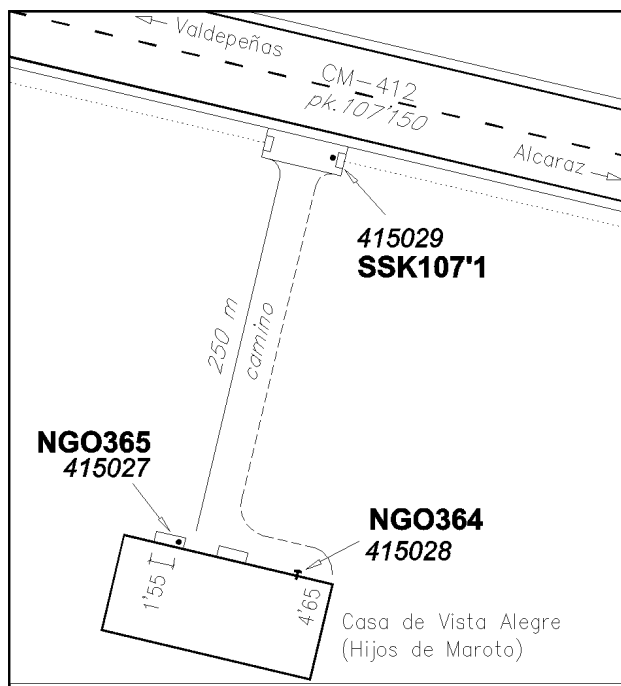 ← Valdepeñas
CM-412
pk.107'150
Alcaraz →
415029
SSK107'1
250 m
camino
NGO365
415027
NGO364
415028
1'55
4'65
Casa de Vista Alegre
(Hijos de Maroto)